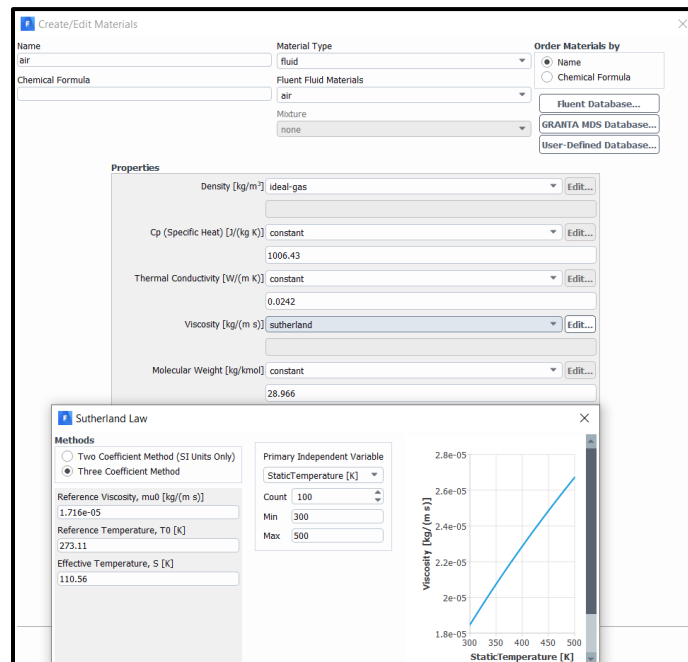 Create/Edit Materials
Name
air
Material Type
fluid
Order Materials by
Name
Chemical Formula
Chemical Formula
Fluent Fluid Materials
air
Mixture
none
Fluent Database...
GRANTA MDS Database...
User-Defined Database...
Properties
Density [kg/m³] ideal-gas Edit...
Cp (Specific Heat) [J/(kg K)] constant Edit...
1006.43
Thermal Conductivity [W/(m K)] constant Edit...
0.0242
Viscosity [kg/(m s)] sutherland Edit...
Molecular Weight [kg/kmol] constant Edit...
28.966
Sutherland Law
Methods
Two Coefficient Method (SI Units Only)
Three Coefficient Method
Reference Viscosity, mu0 [kg/(m s)]
1.716e-05
Reference Temperature, T0 [K]
273.11
Effective Temperature, S [K]
110.56
Primary Independent Variable
StaticTemperature [K]
Count 100
Min 300
Max 500
Viscosity [kg/(m s)]
2.8e-05
2.6e-05
2.4e-05
2.2e-05
2e-05
1.8e-05
300 350 400 450 500
StaticTemperature [K]